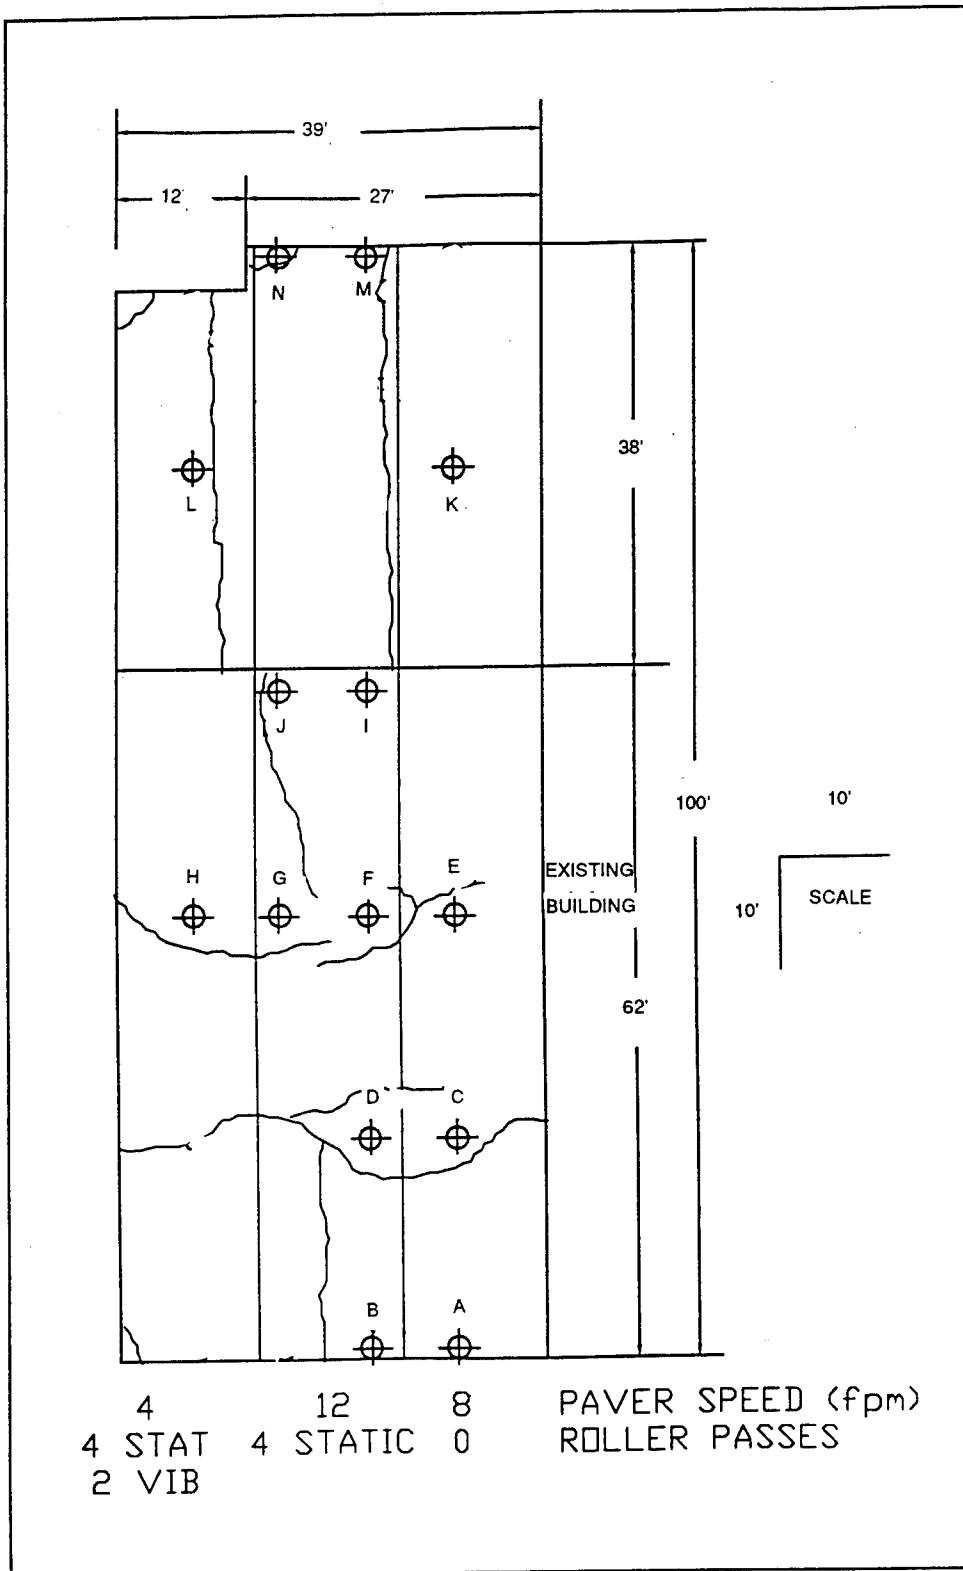 39'
12'
27'
N
M
L
K
38'
J
I
100'
10'
H
G
F
E
EXISTING
BUILDING
10'
SCALE
62'
D
C
B
A
4 12 8 PAVER SPEED (fpm)
4 STAT 4 STATIC 0 ROLLER PASSES
2 VIB